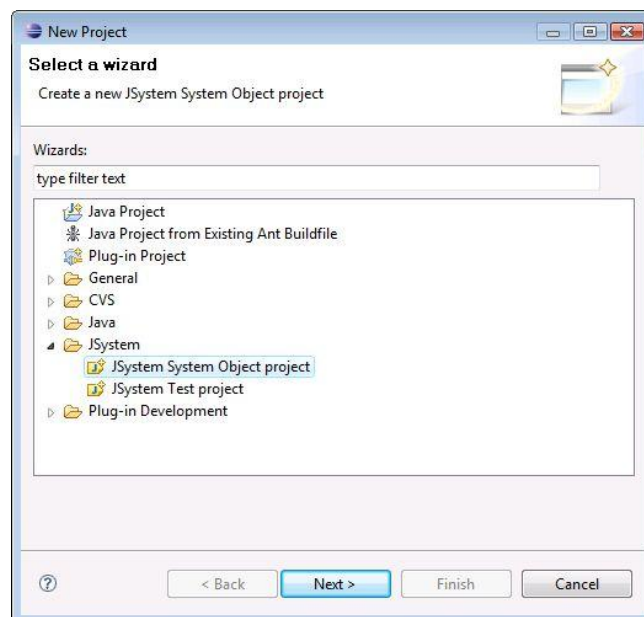 New Project
Select a wizard
Create a new JSystem System Object project
Wizards:
type filter text
Java Project
Java Project from Existing Ant Buildfile
Plug-in Project
General
CVS
Java
JSystem
JSystem System Object project
JSystem Test project
Plug-in Development
? < Back Next > Finish Cancel